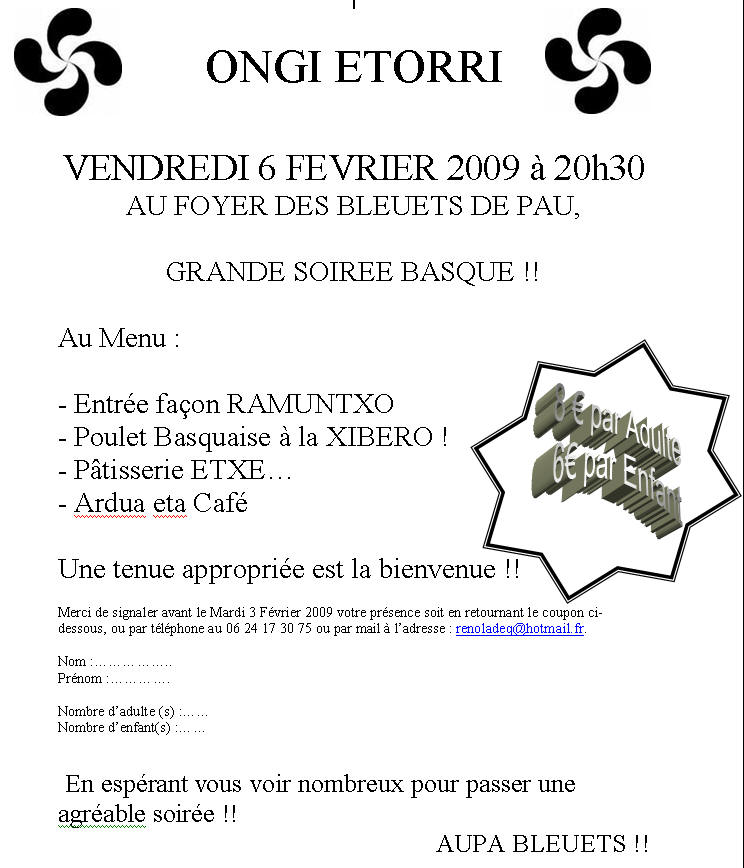 ONGI ETORRI
VENDREDI 6 FEVRIER 2009 à 20h30
AU FOYER DES BLEUETS DE PAU,
GRANDE SOIREE BASQUE !!
Au Menu :
- Entrée façon RAMUNTXO
- Poulet Basquaise à la XIBERO !
- Pâtisserie ETXE…
- Ardua eta Café
8 € par Adulte
6€ par Enfant
Une tenue appropriée est la bienvenue !!
Merci de signaler avant le Mardi 3 Février 2009 votre présence soit en retournant le coupon ci-
dessous, ou par téléphone au 06 24 17 30 75 ou par mail à l’adresse : renoladeq@hotmail.fr.
Nom :……………..
Prénom :………….
Nombre d’adulte (s) :……
Nombre d’enfant(s) :……
En espérant vous voir nombreux pour passer une
agréable soirée !!
AUPA BLEUETS !!